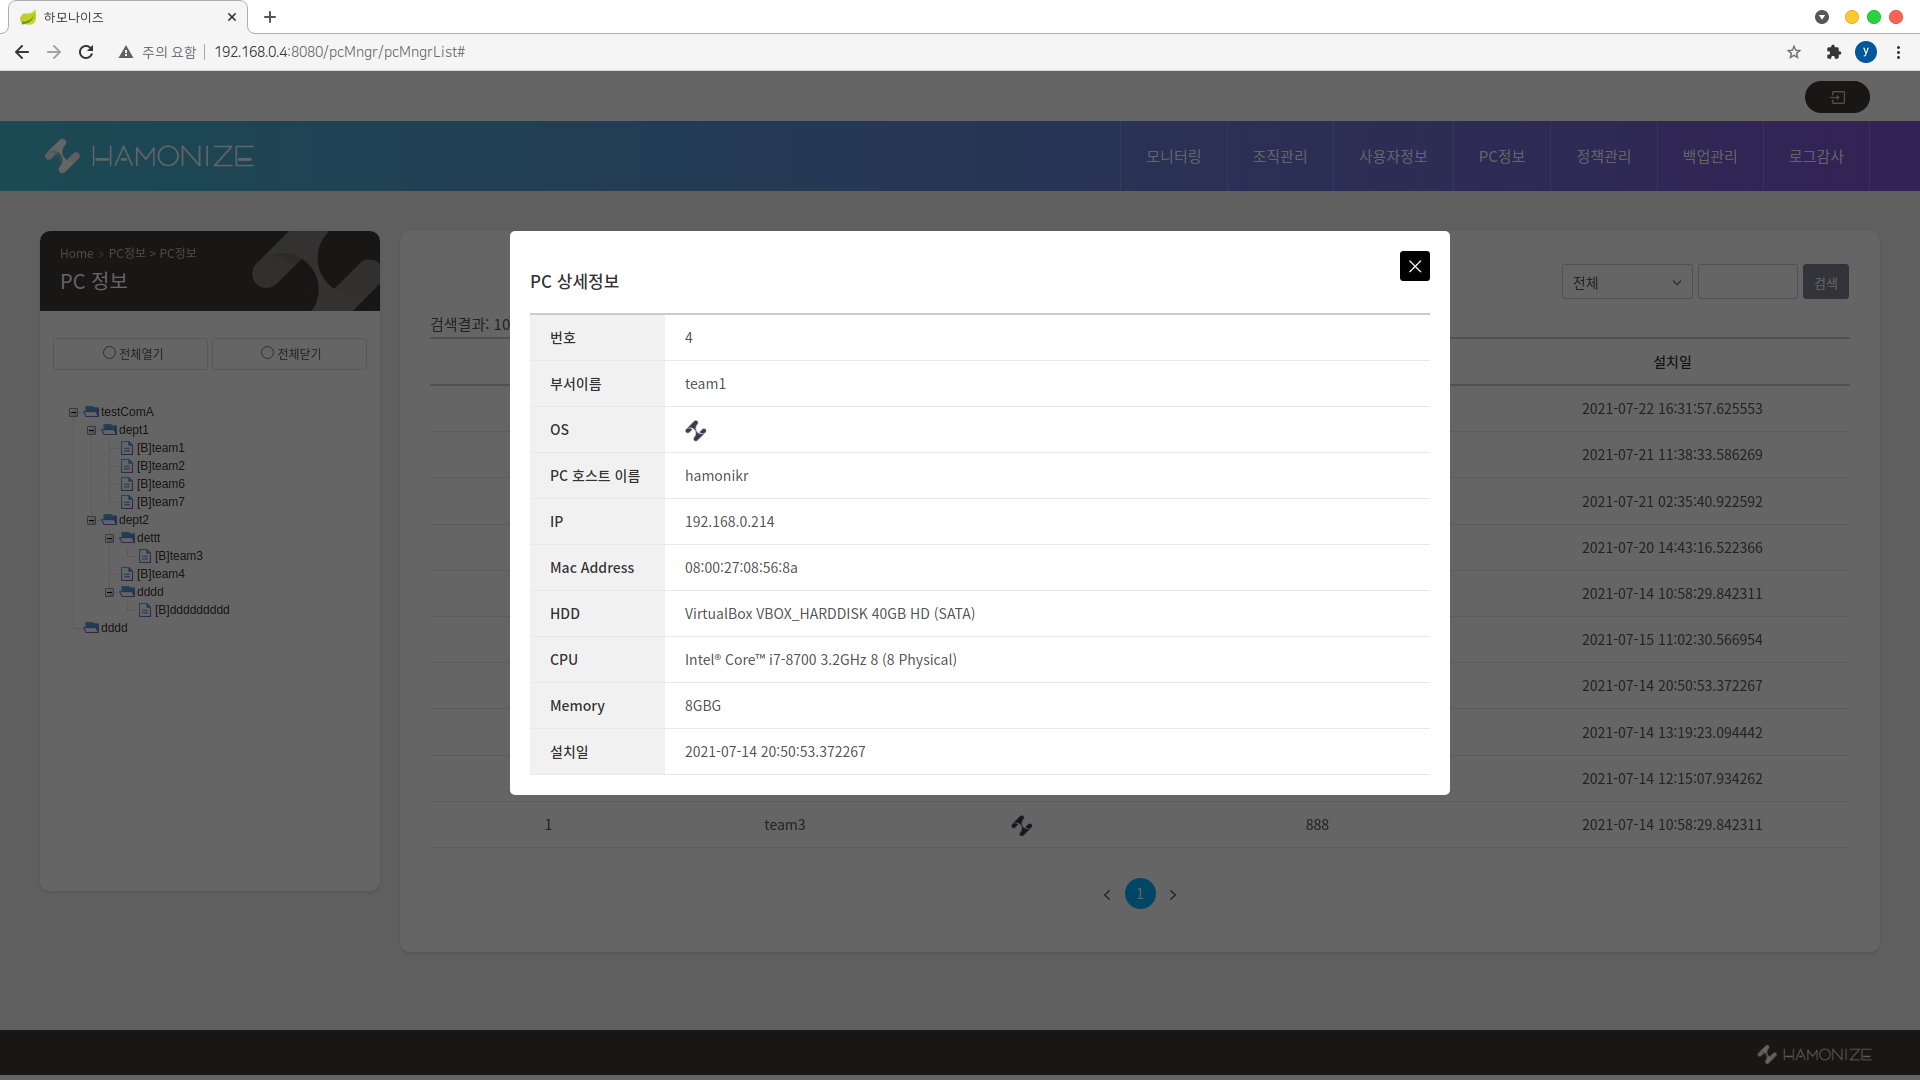 하모나이즈
주의 요함 192.168.0.4:8080/pcMngr/pcMngrList#
y
HAMONIZE
모니터링 조직관리 사용자정보 PC정보 정책관리 백업관리 로그감사
Home > PC정보 > PC정보
PC 정보
전체열기 전체닫기
testComA
dept1
[B]team1
[B]team2
[B]team6
[B]team7
dept2
dettt
[B]team3
[B]team4
dddd
[B]ddddddddd
dddd
전체 검색
검색결과: 10
설치일
2021-07-22 16:31:57.625553
2021-07-21 11:38:33.586269
2021-07-21 02:35:40.922592
2021-07-20 14:43:16.522366
2021-07-14 10:58:29.842311
2021-07-15 11:02:30.566954
2021-07-14 20:50:53.372267
2021-07-14 13:19:23.094442
2021-07-14 12:15:07.934262
1 team3 888 2021-07-14 10:58:29.842311
1
PC 상세정보
번호 4
부서이름 team1
OS
PC 호스트 이름 hamonikr
IP 192.168.0.214
Mac Address 08:00:27:08:56:8a
HDD VirtualBox VBOX_HARDDISK 40GB HD (SATA)
CPU Intel® Core™ i7-8700 3.2GHz 8 (8 Physical)
Memory 8GBG
설치일 2021-07-14 20:50:53.372267
HAMONIZE